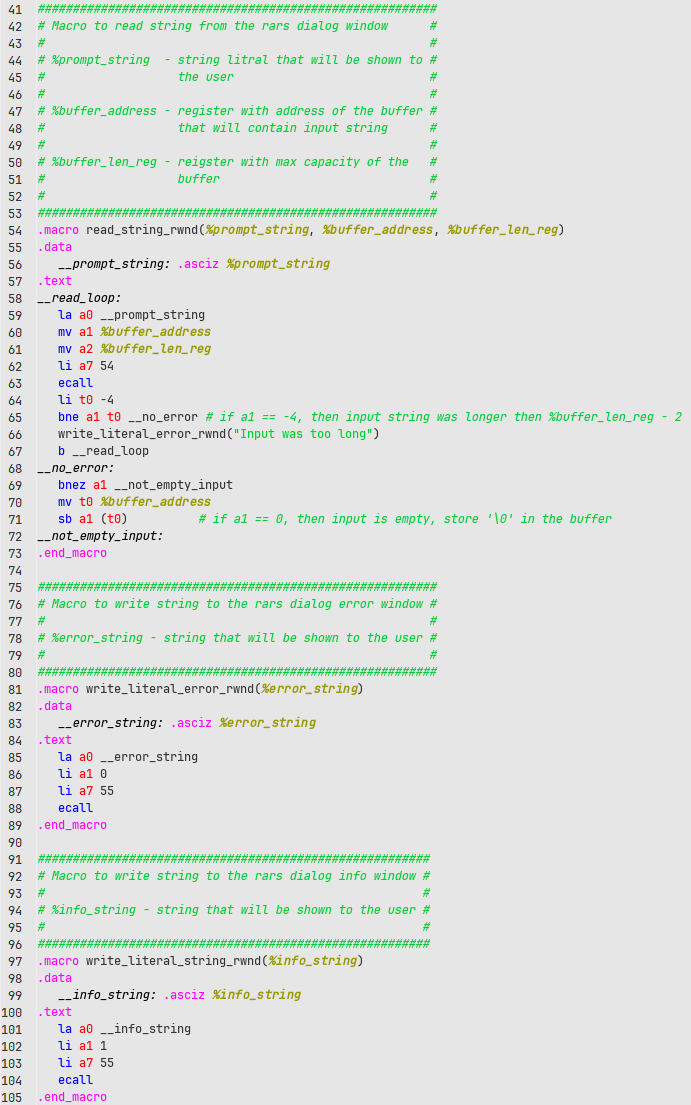 41 #########################################################
42 # Macro to read string from the rars dialog window      #
43 #                                                       #
44 # %prompt_string  - string litral that will be shown to #
45 #                   the user                            #
46 #                                                       #
47 # %buffer_address - register with address of the buffer #
48 #                   that will contain input string      #
49 #                                                       #
50 # %buffer_len_reg - reigster with max capacity of the   #
51 #                   buffer                              #
52 #                                                       #
53 #########################################################
54 .macro read_string_rwnd(%prompt_string, %buffer_address, %buffer_len_reg)
55 .data
56    __prompt_string: .asciz %prompt_string
57 .text
58 __read_loop:
59    la a0 __prompt_string
60    mv a1 %buffer_address
61    mv a2 %buffer_len_reg
62    li a7 54
63    ecall
64    li t0 -4
65    bne a1 t0 __no_error # if a1 == -4, then input string was longer then %buffer_len_reg - 2
66    write_literal_error_rwnd("Input was too long")
67    b __read_loop
68 __no_error:
69    bnez a1 __not_empty_input
70    mv t0 %buffer_address
71    sb a1 (t0)          # if a1 == 0, then input is empty, store '\0' in the buffer
72 __not_empty_input:
73 .end_macro
74
75 #########################################################
76 # Macro to write string to the rars dialog error window #
77 #                                                       #
78 # %error_string - string that will be shown to the user #
79 #                                                       #
80 #########################################################
81 .macro write_literal_error_rwnd(%error_string)
82 .data
83    __error_string: .asciz %error_string
84 .text
85    la a0 __error_string
86    li a1 0
87    li a7 55
88    ecall
89 .end_macro
90
91 ########################################################
92 # Macro to write string to the rars dialog info window #
93 #                                                      #
94 # %info_string - string that will be shown to the user #
95 #                                                      #
96 ########################################################
97 .macro write_literal_string_rwnd(%info_string)
98 .data
99    __info_string: .asciz %info_string
100 .text
101    la a0 __info_string
102    li a1 1
103    li a7 55
104    ecall
105 .end_macro